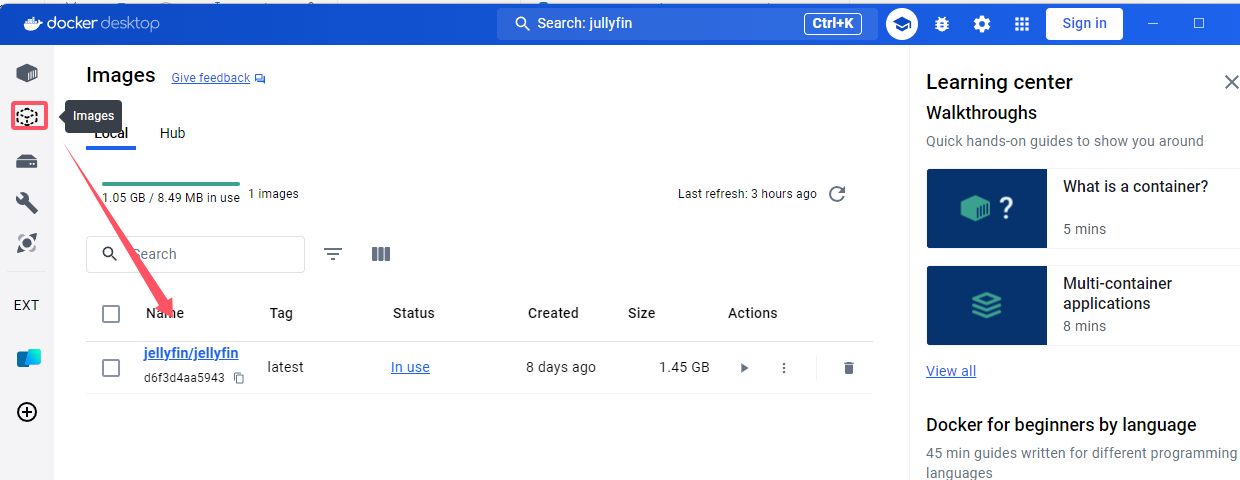 docker desktop
Search: jullyfin
Ctrl+K
Sign in
Images
Give feedback
Images
Local
Hub
1.05 GB / 8.49 MB in use
1 images
Last refresh: 3 hours ago
Search
Name
Tag
Status
Created
Size
Actions
jellyfin/jellyfin
latest
In use
8 days ago
1.45 GB
d6f3d4aa5943
EXT
Learning center
Walkthroughs
Quick hands-on guides to show you around
What is a container?
5 mins
?
Multi-container
applications
8 mins
View all
Docker for beginners by language
45 min guides written for different programming
languages